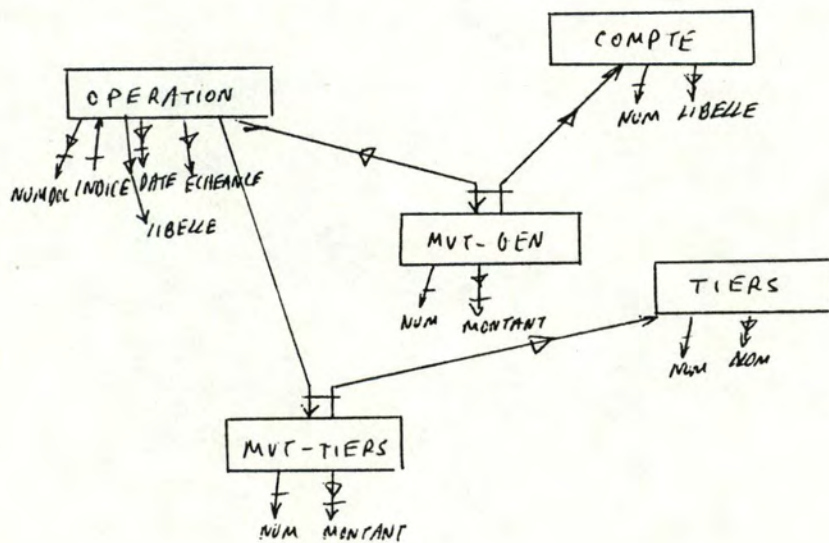 COMPTE
OPERATION
NUM LIBELLE
NUMDOC INDICE DATE ECHEANCE
LIBELLE
MVT-GEN
TIERS
NUM MONTANT
NUM NOM
MVT-TIERS
NUM MONTANT